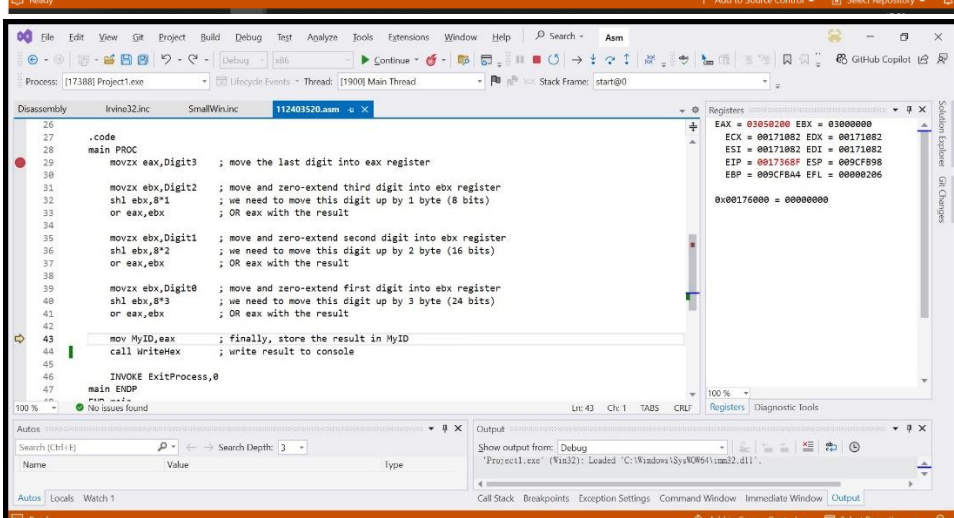 Ready
Add to Source Control
Select Repository
File Edit View Git Project Build Debug Test Analyze Tools Extensions Window Help Search Asm
Debug x86 Continue GitHub Copilot
Process: [17388] Project1.exe Lifecycle Events Thread: [1900] Main Thread Stack Frame: start@0
Disassembly Irvine32.inc SmallWin.inc 112403520.asm
26
27 .code
28 main PROC
29 movzx eax,Digit3 ; move the last digit into eax register
30
31 movzx ebx,Digit2 ; move and zero-extend third digit into ebx register
32 shl ebx,8*1 ; we need to move this digit up by 1 byte (8 bits)
33 or eax,ebx ; OR eax with the result
34
35 movzx ebx,Digit1 ; move and zero-extend second digit into ebx register
36 shl ebx,8*2 ; we need to move this digit up by 2 byte (16 bits)
37 or eax,ebx ; OR eax with the result
38
39 movzx ebx,Digit0 ; move and zero-extend first digit into ebx register
40 shl ebx,8*3 ; we need to move this digit up by 3 byte (24 bits)
41 or eax,ebx ; OR eax with the result
42
43 mov MyID,eax ; finally, store the result in MyID
44 call WriteHex ; write result to console
45
46 INVOKE ExitProcess,0
47 main ENDP
100 % No issues found Ln: 43 Ch: 1 TABS CRLF
Registers
EAX = 03050200 EBX = 03000000
ECX = 00171082 EDX = 00171082
ESI = 00171082 EDI = 00171082
EIP = 0017368F ESP = 009CFB98
EBP = 009CFBA4 EFL = 00000206
0x00176000 = 00000000
100 %
Registers Diagnostic Tools
Solution Explorer
Git Changes
Autos
Search (Ctrl+E) Search Depth: 3
Name Value Type
Autos Locals Watch 1
Output
Show output from: Debug
'Project1.exe' (Win32): Loaded 'C:\Windows\SysWOW64\imm32.dll'.
Call Stack Breakpoints Exception Settings Command Window Immediate Window Output